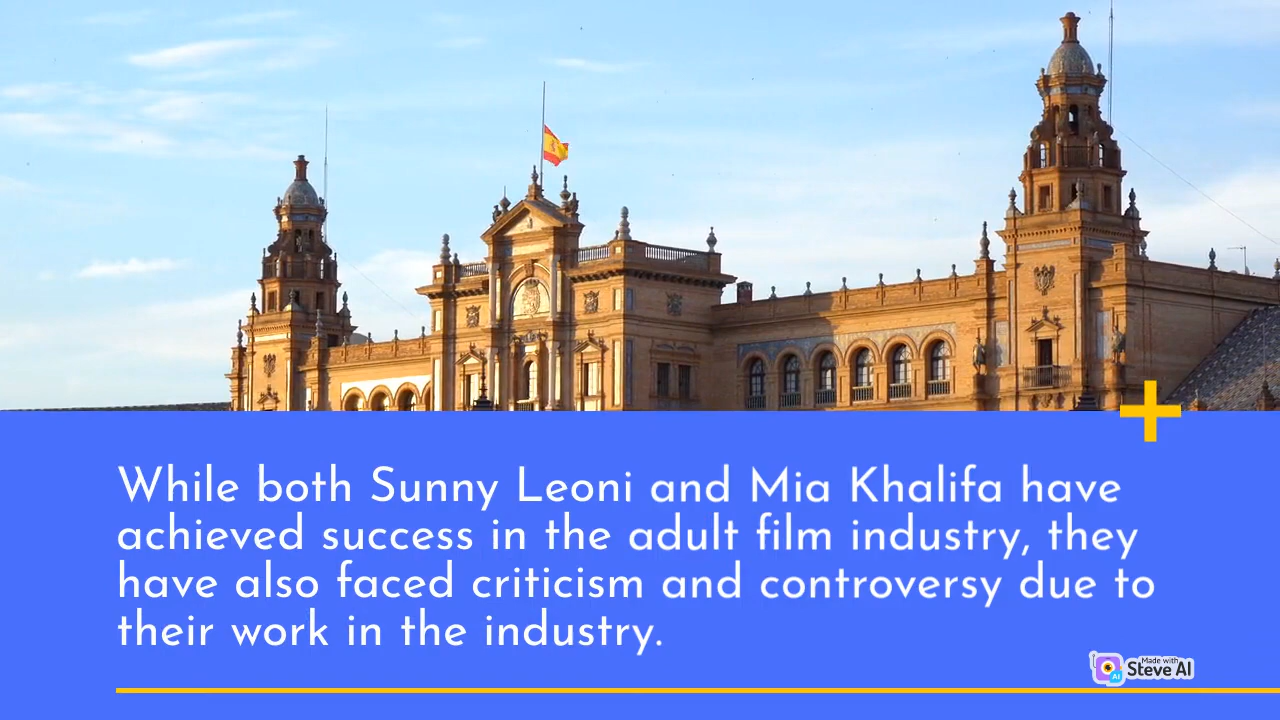 While both Sunny Leoni and Mia Khalifa have
achieved success in the adult film industry, they
have also faced criticism and controversy due to
their work in the industry.
Made with
Steve AI
AI